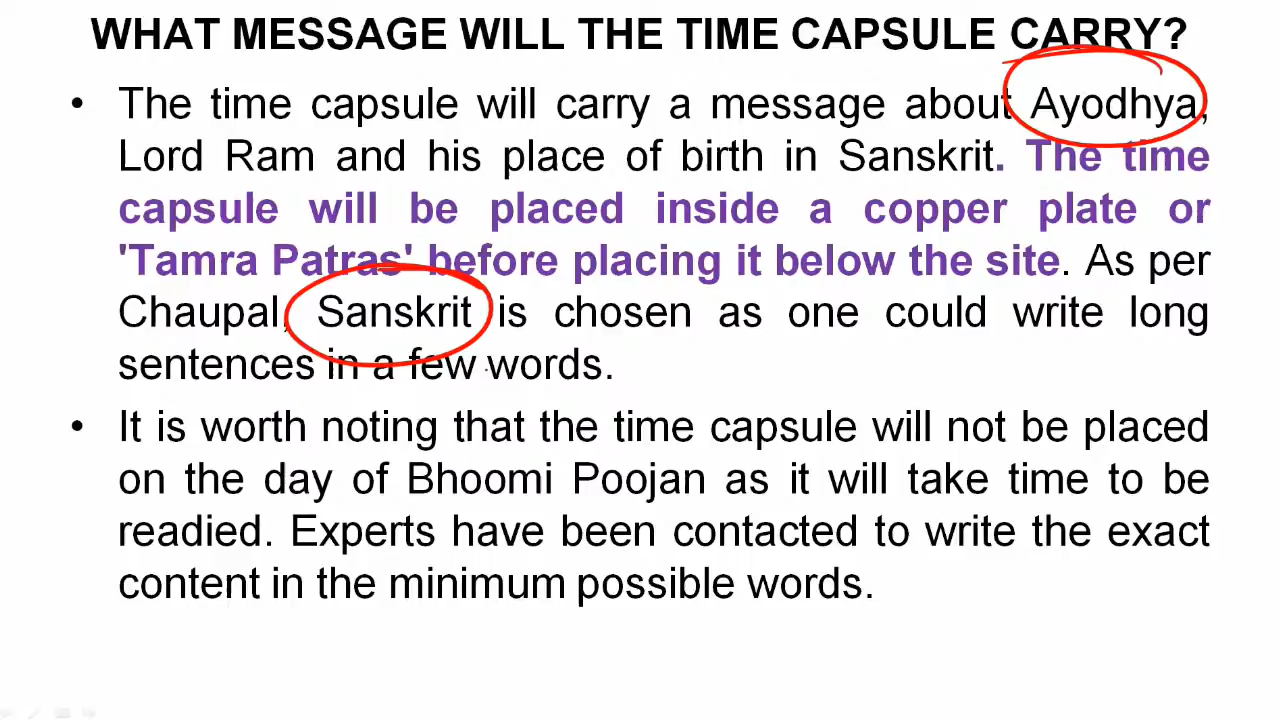 WHAT MESSAGE WILL THE TIME CAPSULE CARRY?
• The time capsule will carry a message about Ayodhya,
Lord Ram and his place of birth in Sanskrit. The time
capsule will be placed inside a copper plate or
'Tamra Patras' before placing it below the site. As per
Chaupal, Sanskrit is chosen as one could write long
sentences in a few words.
• It is worth noting that the time capsule will not be placed
on the day of Bhoomi Poojan as it will take time to be
readied. Experts have been contacted to write the exact
content in the minimum possible words.